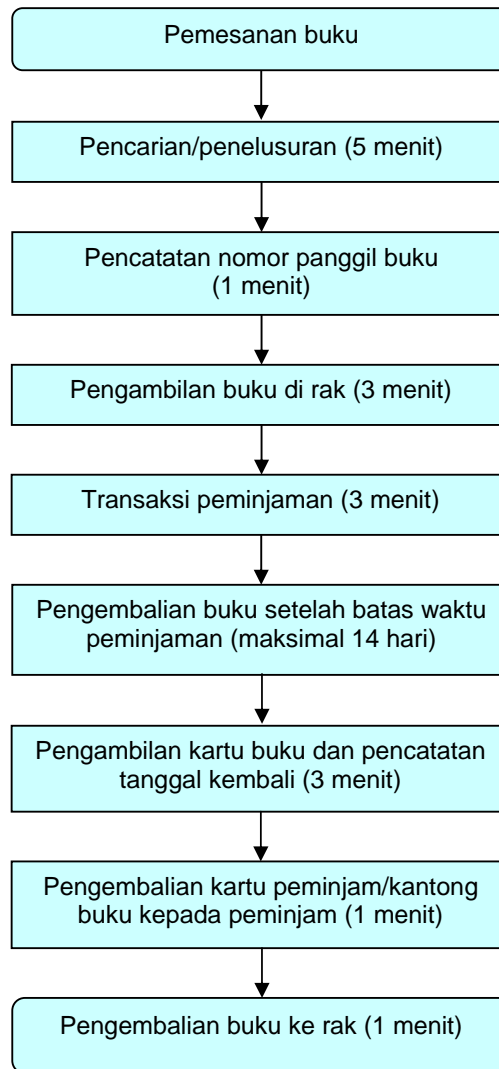 Pemesanan buku
Pencarian/penelusuran (5 menit)
Pencatatan nomor panggil buku
(1 menit)
Pengambilan buku di rak (3 menit)
Transaksi peminjaman (3 menit)
Pengembalian buku setelah batas waktu
peminjaman (maksimal 14 hari)
Pengambilan kartu buku dan pencatatan
tanggal kembali (3 menit)
Pengembalian kartu peminjam/kantong
buku kepada peminjam (1 menit)
Pengembalian buku ke rak (1 menit)